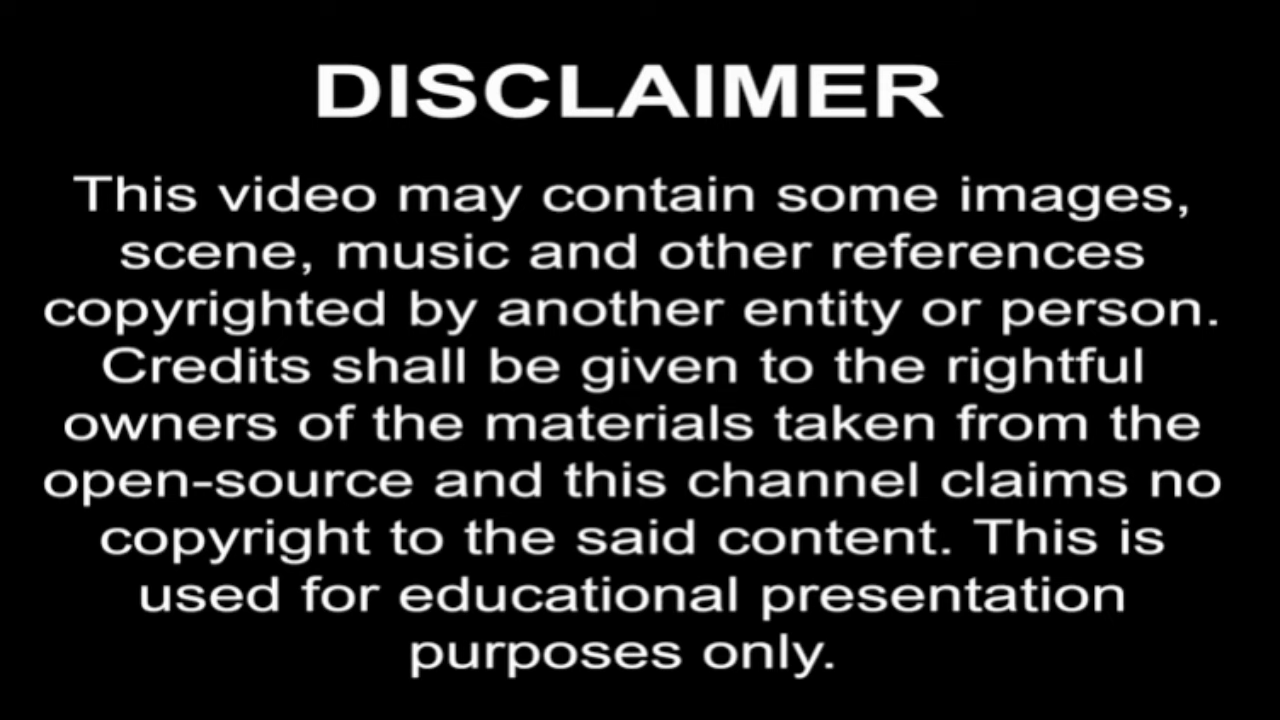 DISCLAIMER
This video may contain some images,
scene, music and other references
copyrighted by another entity or person.
Credits shall be given to the rightful
owners of the materials taken from the
open-source and this channel claims no
copyright to the said content. This is
used for educational presentation
purposes only.